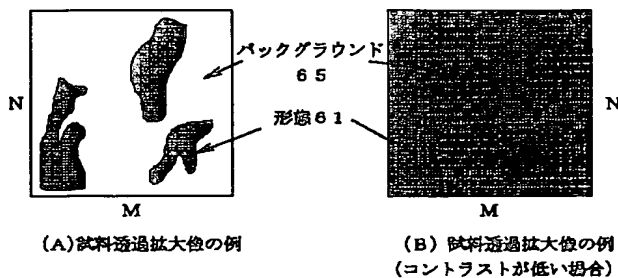 バックグラウンド
65
形態61
N
N
M
M
(A)試料透過拡大像の例
(B) 試料透過拡大像の例
(コントラストが低い場合)